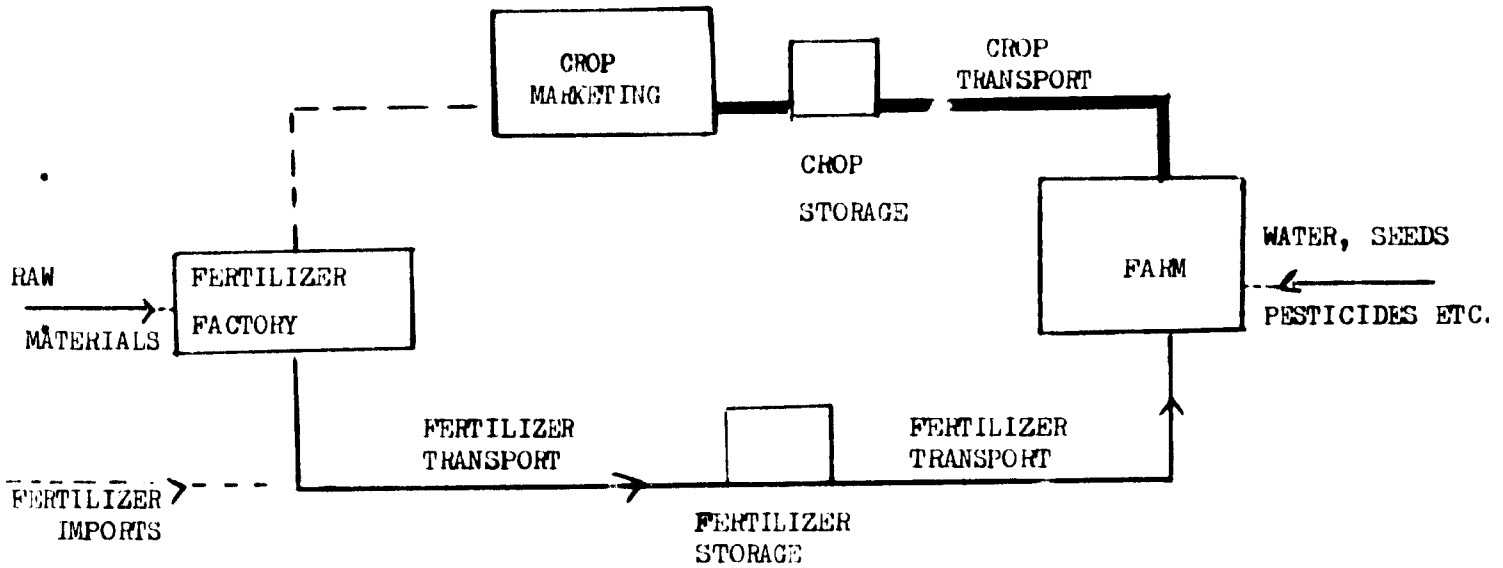 CROP
MARKETING
CROP
TRANSPORT
CROP
STORAGE
RAW
MATERIALS
FERTILIZER
FACTORY
FARM
WATER, SEEDS
PESTICIDES ETC.
FERTILIZER
TRANSPORT
FERTILIZER
TRANSPORT
FERTILIZER
IMPORTS
FERTILIZER
STORAGE